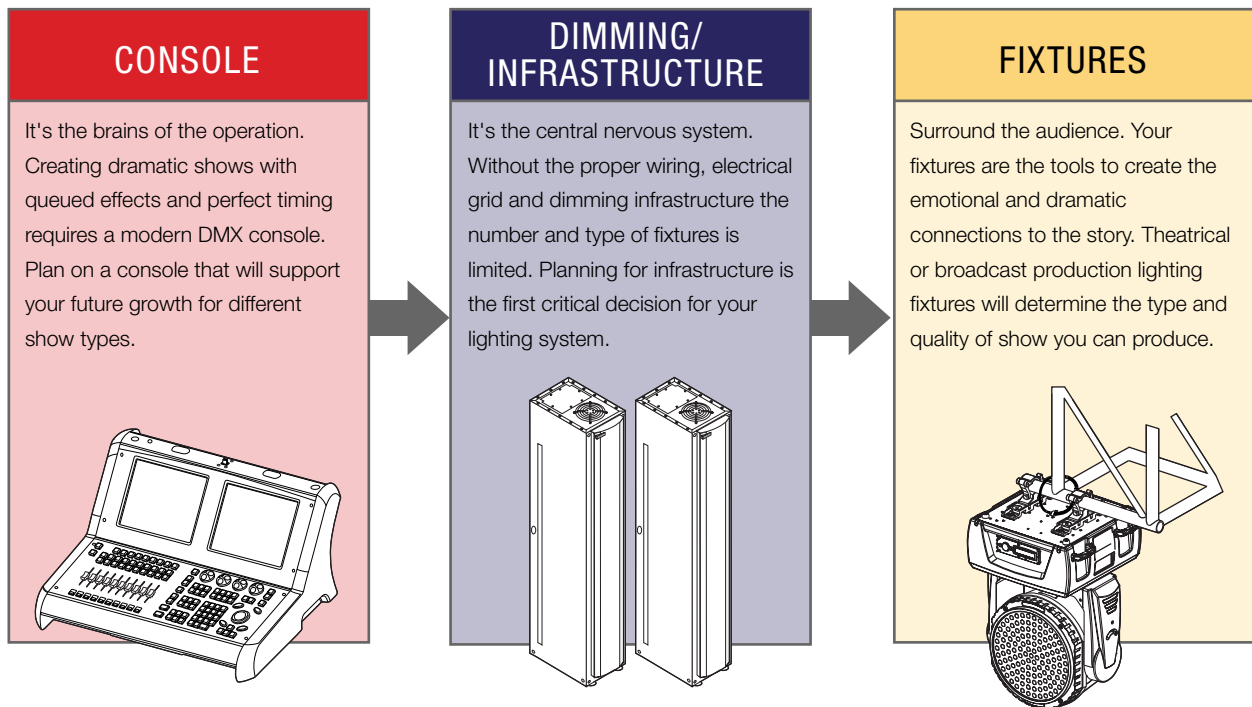 CONSOLE
It's the brains of the operation.
Creating dramatic shows with
queued effects and perfect timing
requires a modern DMX console.
Plan on a console that will support
your future growth for different
show types.
DIMMING/
INFRASTRUCTURE
It's the central nervous system.
Without the proper wiring, electrical
grid and dimming infrastructure the
number and type of fixtures is
limited. Planning for infrastructure is
the first critical decision for your
lighting system.
FIXTURES
Surround the audience. Your
fixtures are the tools to create the
emotional and dramatic
connections to the story. Theatrical
or broadcast production lighting
fixtures will determine the type and
quality of show you can produce.